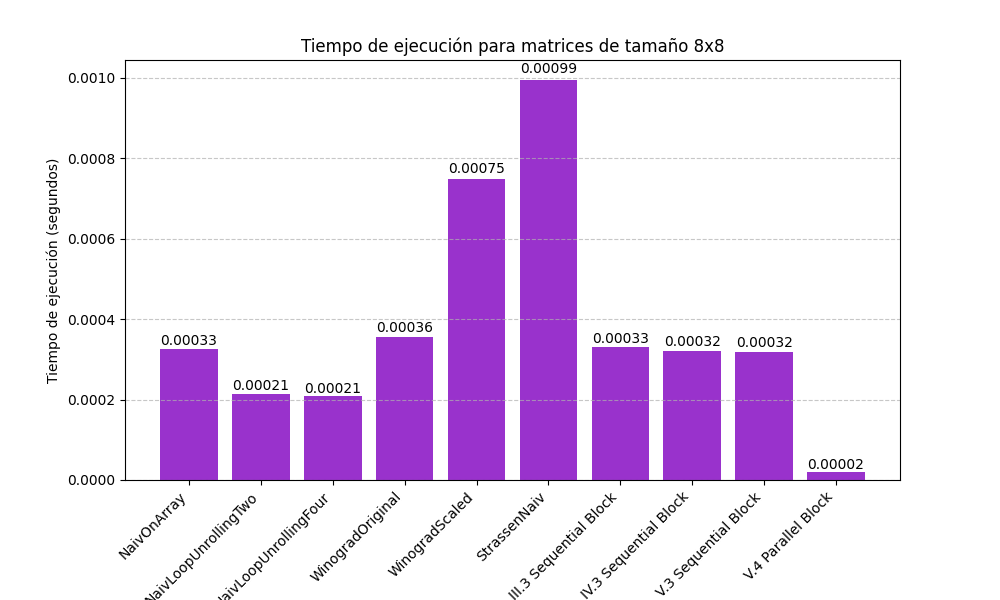 Tiempo de ejecución para matrices de tamaño 8x8
Tiempo de ejecución (segundos)
0.0010
0.0008
0.0006
0.0004
0.0002
0.0000
0.00033
0.00021
0.00021
0.00036
0.00075
0.00099
0.00033
0.00032
0.00032
0.00002
NaivOnArray
NaivLoopUnrollingTwo
NaivLoopUnrollingFour
WinogradOriginal
WinogradScaled
StrassenNaiv
III.3 Sequential Block
IV.3 Sequential Block
V.3 Sequential Block
V.4 Parallel Block